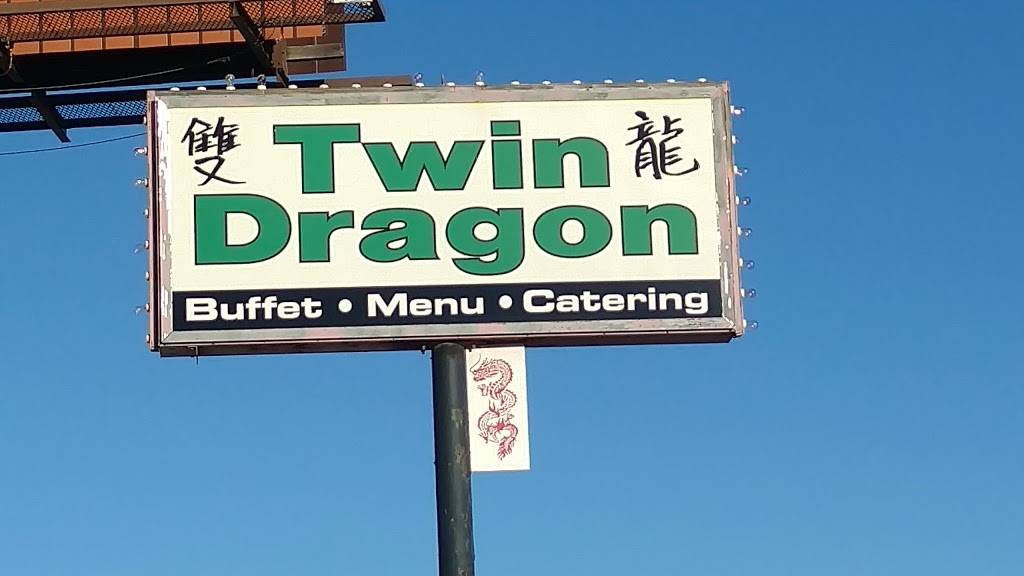 雙 Twin 龍
Dragon
Buffet • Menu • Catering